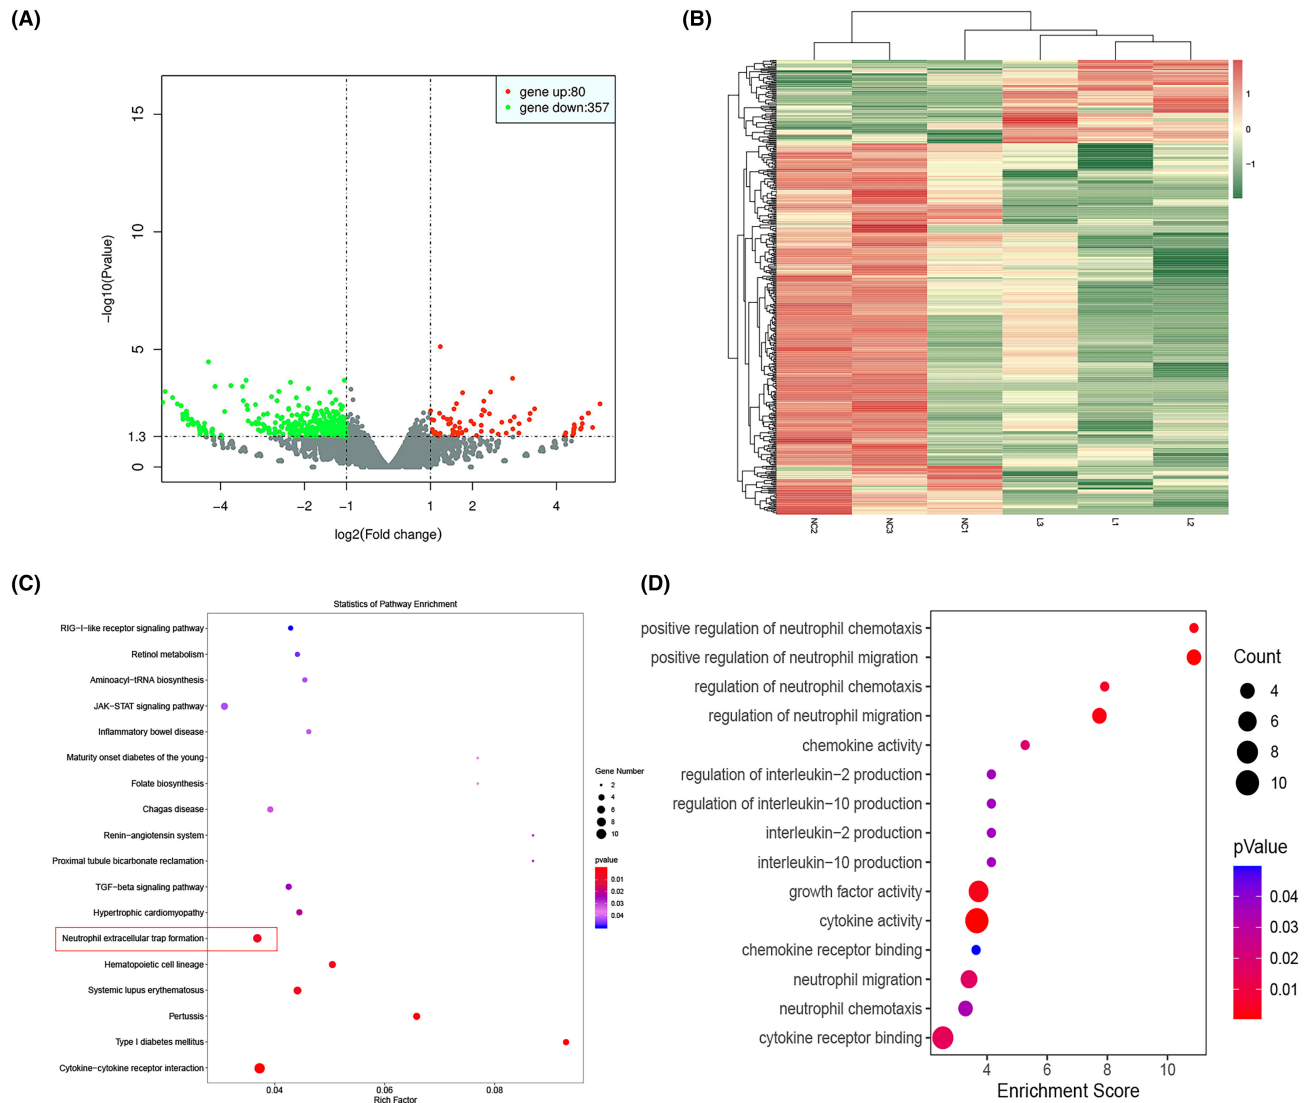 (A)
gene up:80
gene down:357
15
10
5
1.3
0
−log10(Pvalue)
−4
−2
−1
1
2
4
log2(Fold change)
(B)
1
0
−1
NC2
NC3
NC1
L3
L1
L2
(C)
Statistics of Pathway Enrichment
RIG−I−like receptor signaling pathway
Retinol metabolism
Aminoacyl−tRNA biosynthesis
JAK−STAT signaling pathway
Inflammatory bowel disease
Maturity onset diabetes of the young
Folate biosynthesis
Chagas disease
Renin−angiotensin system
Proximal tubule bicarbonate reclamation
TGF−beta signaling pathway
Hypertrophic cardiomyopathy
Neutrophil extracellular trap formation
Hematopoietic cell lineage
Systemic lupus erythematosus
Pertussis
Type I diabetes mellitus
Cytokine−cytokine receptor interaction
0.04
0.06
0.08
Rich Factor
Gene Number
2
4
6
8
10
pvalue
0.01
0.02
0.03
0.04
(D)
positive regulation of neutrophil chemotaxis
positive regulation of neutrophil migration
regulation of neutrophil chemotaxis
regulation of neutrophil migration
chemokine activity
regulation of interleukin−2 production
regulation of interleukin−10 production
interleukin−2 production
interleukin−10 production
growth factor activity
cytokine activity
chemokine receptor binding
neutrophil migration
neutrophil chemotaxis
cytokine receptor binding
4
6
8
10
Enrichment Score
Count
4
6
8
10
pValue
0.04
0.03
0.02
0.01